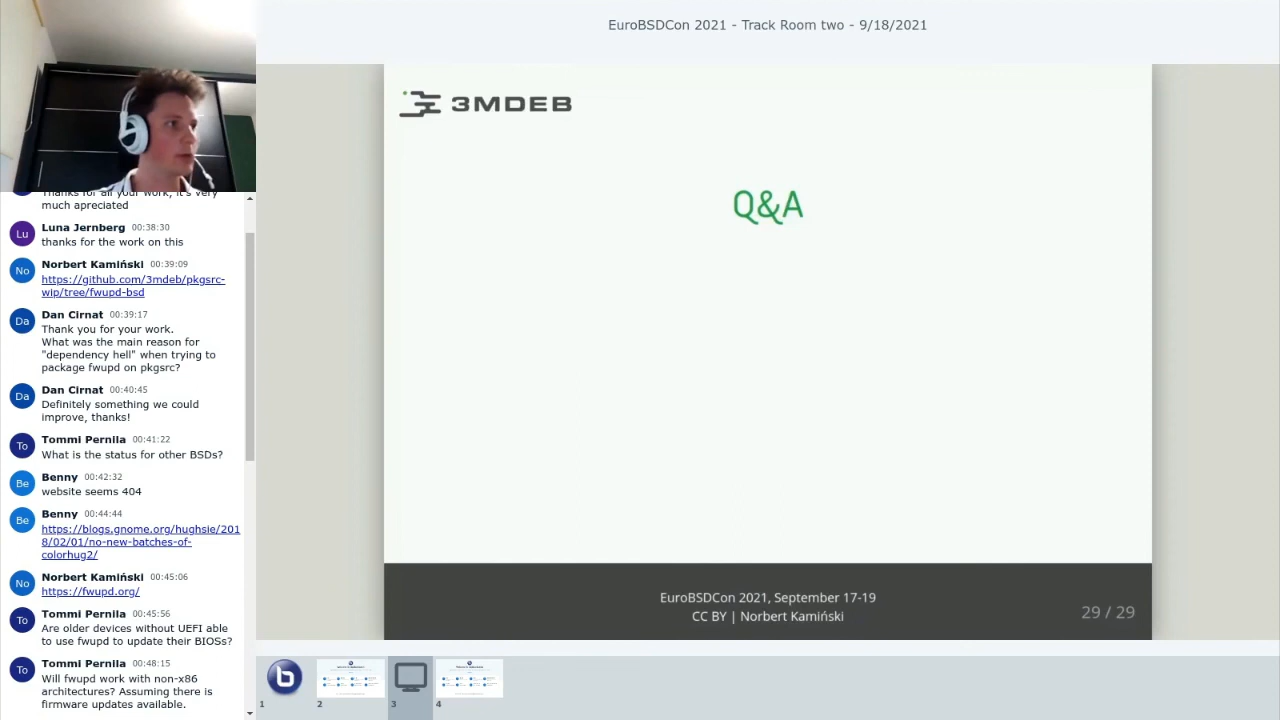 EuroBSDCon 2021 - Track Room two - 9/18/2021
3MDEB
Q&A
EuroBSDCon 2021, September 17-19
CC BY | Norbert Kamiński
29 / 29
Thanks for all your work, it's very
much apreciated
Lu
Luna Jernberg 00:38:30
thanks for the work on this
No
Norbert Kamiński 00:39:09
https://github.com/3mdeb/pkgsrc-
wip/tree/fwupd-bsd
Da
Dan Cirnat 00:39:17
Thank you for your work.
What was the main reason for
"dependency hell" when trying to
package fwupd on pkgsrc?
Da
Dan Cirnat 00:40:45
Definitely something we could
improve, thanks!
To
Tommi Pernila 00:41:22
What is the status for other BSDs?
Be
Benny 00:42:32
website seems 404
Be
Benny 00:44:44
https://blogs.gnome.org/hughsie/201
8/02/01/no-new-batches-of-
colorhug2/
No
Norbert Kamiński 00:45:06
https://fwupd.org/
To
Tommi Pernila 00:45:56
Are older devices without UEFI able
to use fwupd to update their BIOSs?
To
Tommi Pernila 00:48:15
Will fwupd work with non-x86
architectures? Assuming there is
firmware updates available.
b
1
2
3
4